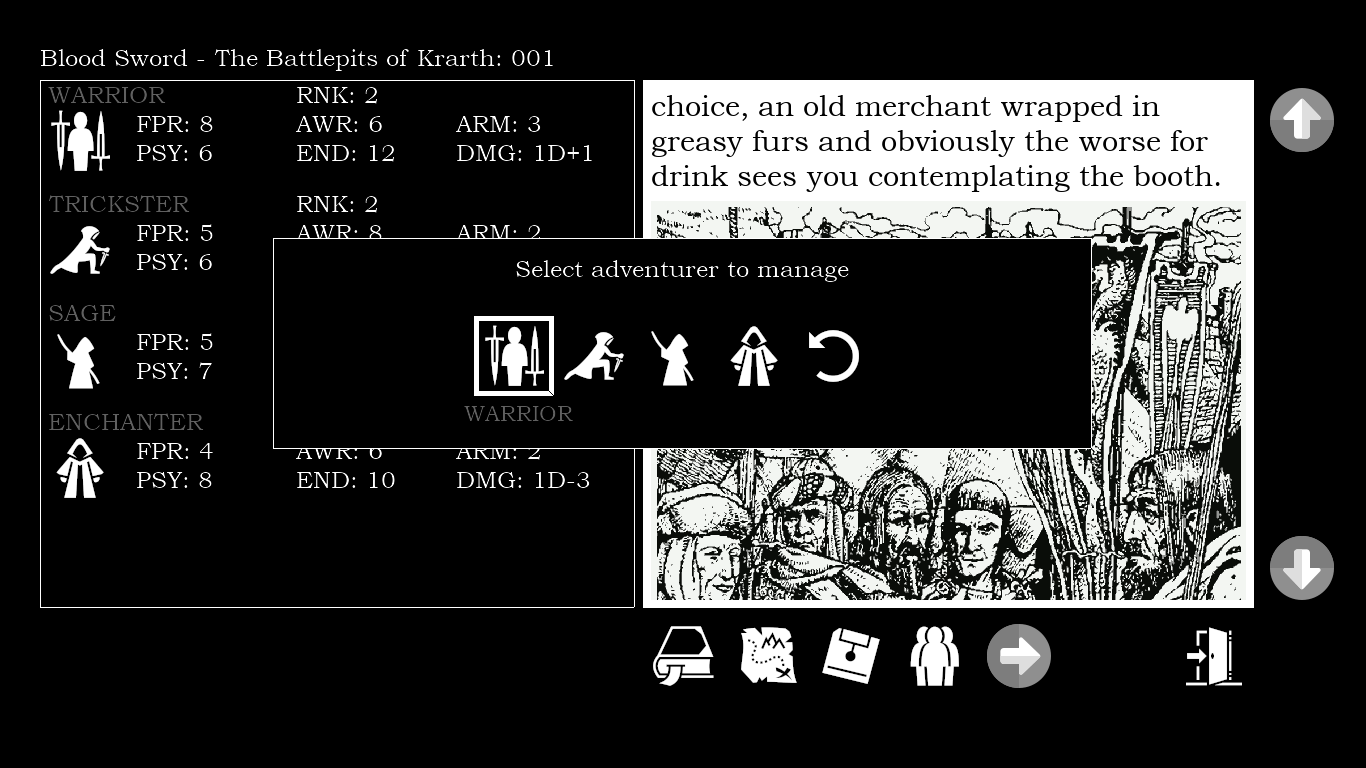 Blood Sword - The Battlepits of Krarth: 001
WARRIOR RNK: 2
FPR: 8 AWR: 6 ARM: 3
PSY: 6 END: 12 DMG: 1D+1
TRICKSTER RNK: 2
FPR: 5 AWR: 8 ARM: 2
PSY: 6
SAGE
FPR: 5
PSY: 7
ENCHANTER
FPR: 4 AWR: 6 ARM: 2
PSY: 8 END: 10 DMG: 1D-3
Select adventurer to manage
WARRIOR
choice, an old merchant wrapped in
greasy furs and obviously the worse for
drink sees you contemplating the booth.